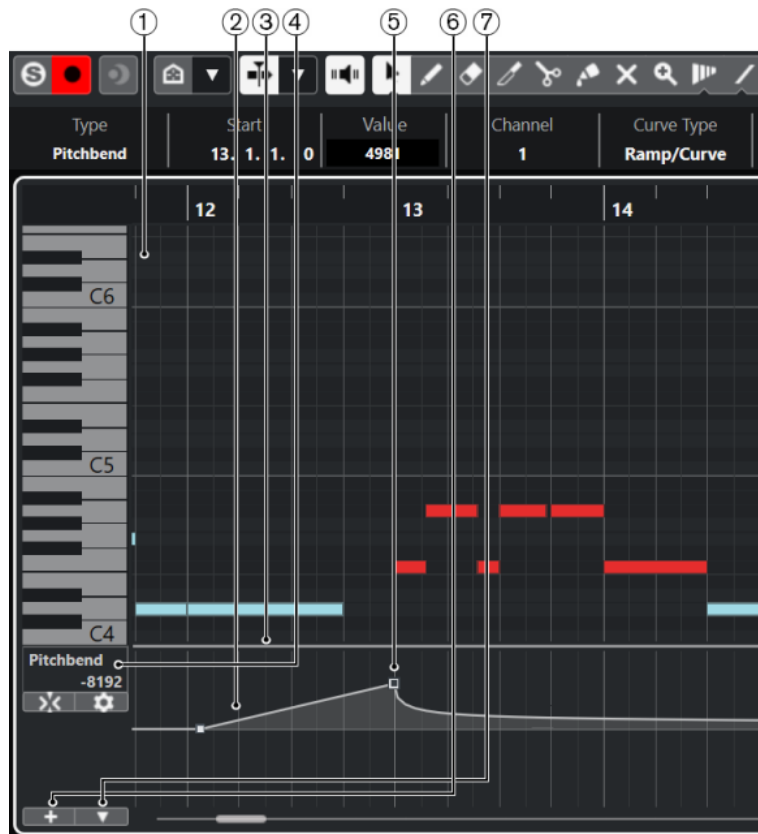 ① ② ③ ④ ⑤ ⑥ ⑦
S
Type Start Value Channel Curve Type
Pitchbend 13. 1. 1. 0 4981 1 Ramp/Curve
12 13 14
C6
C5
C4
Pitchbend
-8192